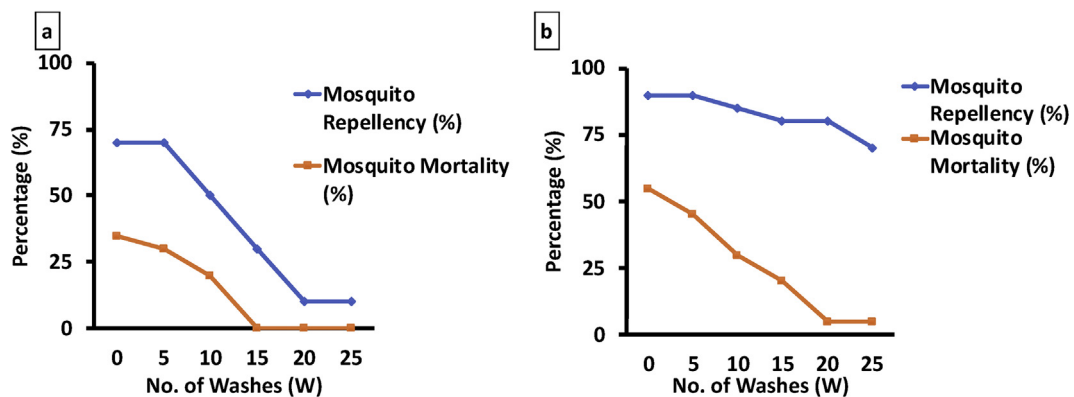 a
100
75
50
25
0
Percentage (%)
0 5 10 15 20 25
No. of Washes (W)
Mosquito
Repellency (%)
Mosquito Mortality
(%)
b
100
75
50
25
0
Percentage (%)
0 5 10 15 20 25
No. of Washes (W)
Mosquito
Repellency (%)
Mosquito
Mortality (%)